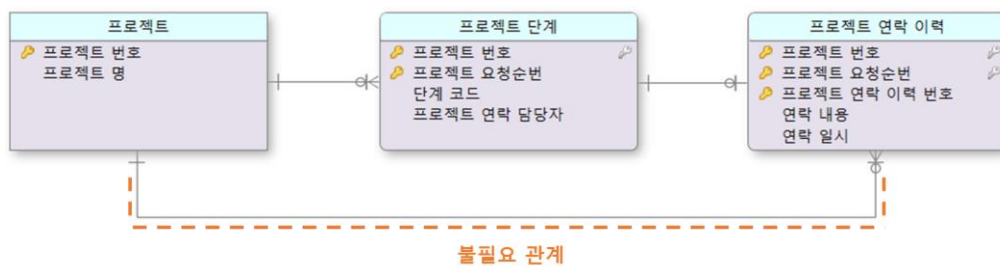 프로젝트
프로젝트 번호
프로젝트 명
프로젝트 단계
프로젝트 번호
프로젝트 요청순번
단계 코드
프로젝트 연락 담당자
프로젝트 연락 이력
프로젝트 번호
프로젝트 요청순번
프로젝트 연락 이력 번호
연락 내용
연락 일시
불필요 관계